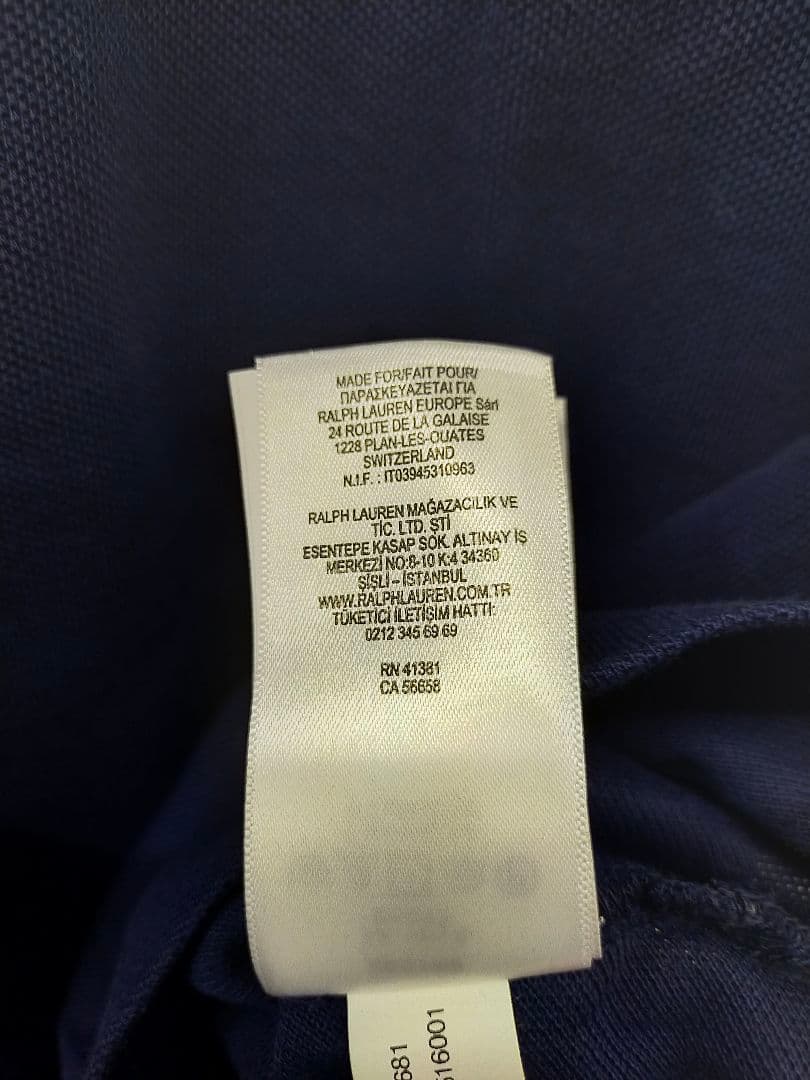 MADE FOR/FAIT POUR/
ΠΑΡΑΣΚΕΥΑΖΕΤΑΙ ΓΙΑ
RALPH LAUREN EUROPE Sárl
24 ROUTE DE LA GALAISE
1228 PLAN-LES-OUATES
SWITZERLAND
N.I.F. : IT03945310963
RALPH LAUREN MAĞAZACILIK VE
TİC. LTD. ŞTİ
ESENTEPE KASAP SOK. ALTINAY İŞ
MERKEZİ NO:8-10 K:4 34360
ŞİŞLİ – İSTANBUL
WWW.RALPHLAUREN.COM.TR
TÜKETİCİ İLETİŞİM HATTI:
0212 345 69 69
RN 41381
CA 56658
681
516001